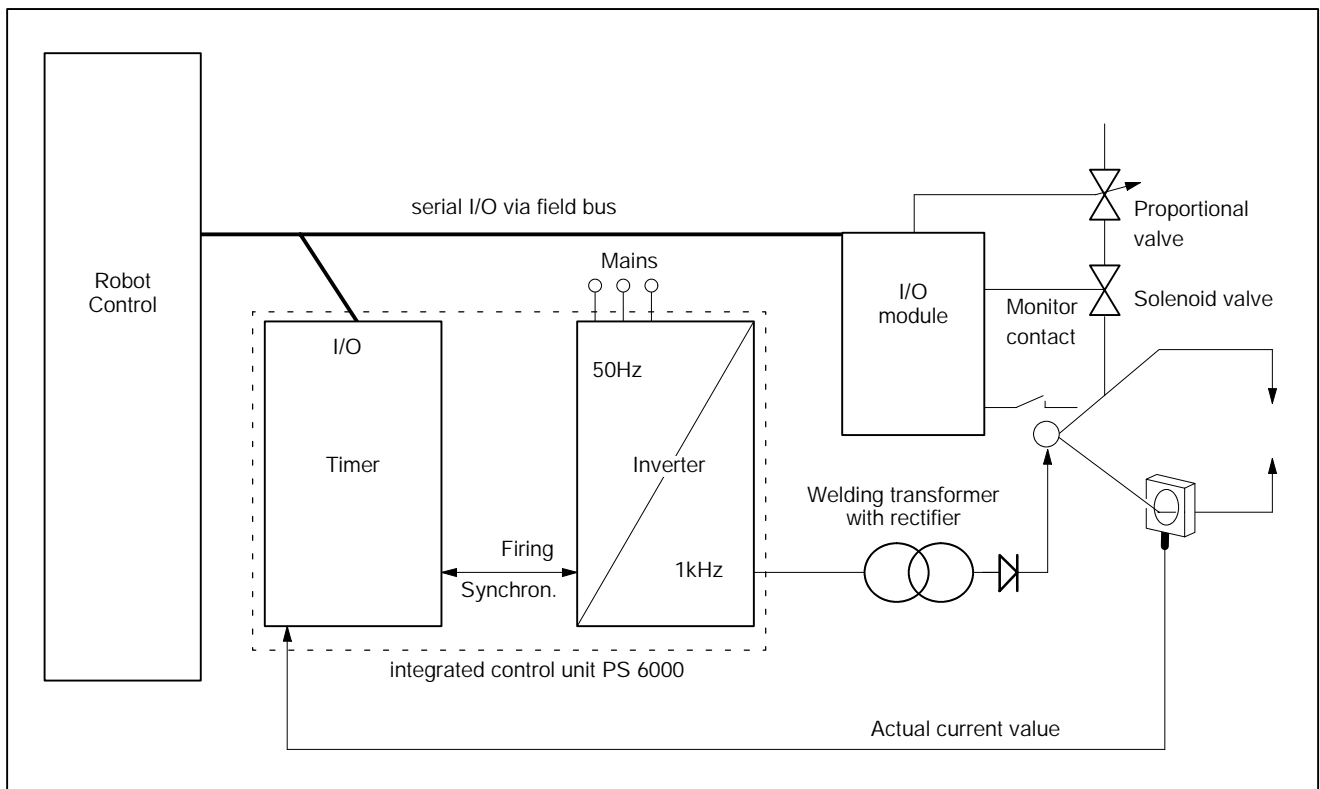 serial I/O via field bus
Proportional
valve
Robot
Control
Mains
I/O
module
Monitor
contact
Solenoid valve
I/O
50Hz
Timer
Inverter
Welding transformer
with rectifier
Firing
Synchron.
1kHz
integrated control unit PS 6000
Actual current value